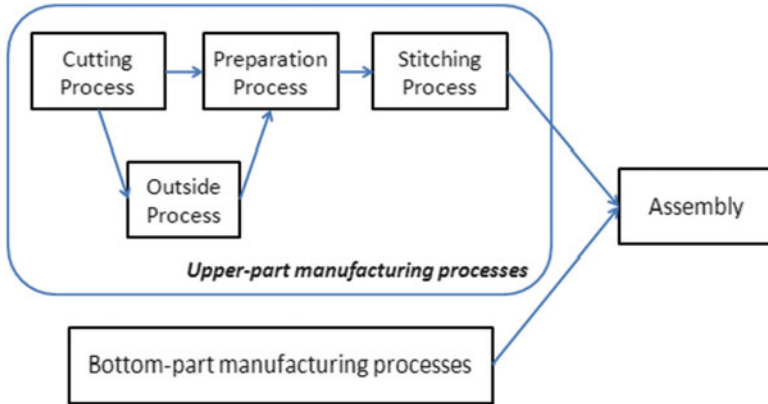 Cutting
Process
Preparation
Process
Stitching
Process
Outside
Process
Assembly
Upper-part manufacturing processes
Bottom-part manufacturing processes